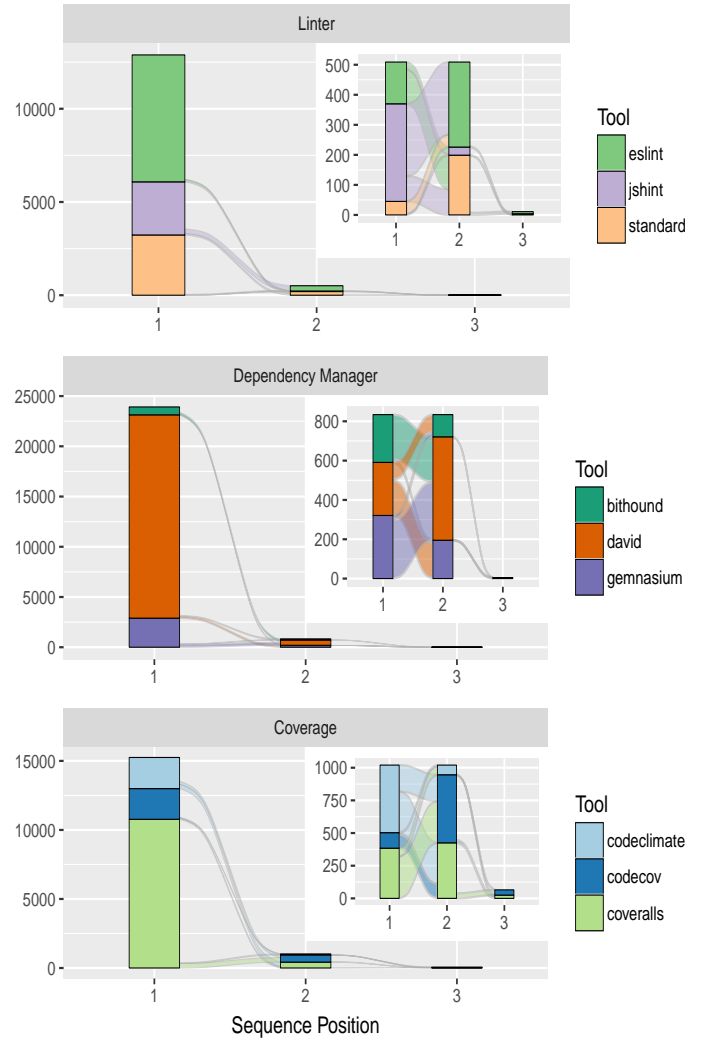 Linter
10000
5000
0
1
2
3
500
400
300
200
100
0
1
2
3
Tool
eslint
jshint
standard
Dependency Manager
25000
20000
15000
10000
5000
0
1
2
3
800
600
400
200
0
1
2
3
Tool
bithound
david
gemnasium
Coverage
15000
10000
5000
0
1
2
3
1000
750
500
250
0
1
2
3
Tool
codeclimate
codecov
coveralls
Sequence Position